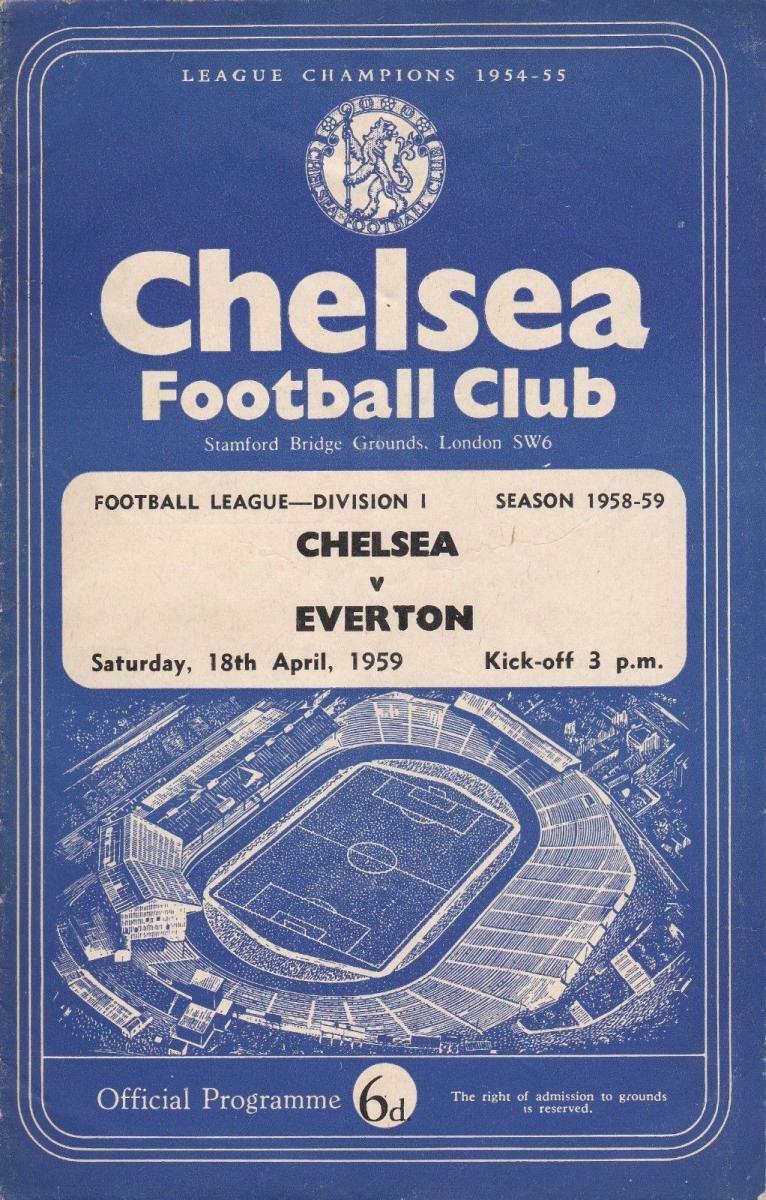 LEAGUE CHAMPIONS 1954-55
CHELSEA FOOTBALL CLUB
Chelsea
Football Club
Stamford Bridge Grounds, London SW6
FOOTBALL LEAGUE—DIVISION I SEASON 1958-59
CHELSEA
v
EVERTON
Saturday, 18th April, 1959 Kick-off 3 p.m.
Official Programme 6d.
The right of admission to grounds
is reserved.